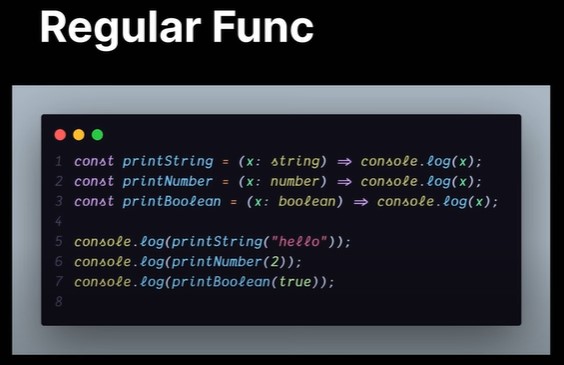 Regular Func
1 const printString = (x: string) => console.log(x);
2 const printNumber = (x: number) => console.log(x);
3 const printBoolean = (x: boolean) => console.log(x);
4
5 console.log(printString("hello"));
6 console.log(printNumber(2));
7 console.log(printBoolean(true));
8